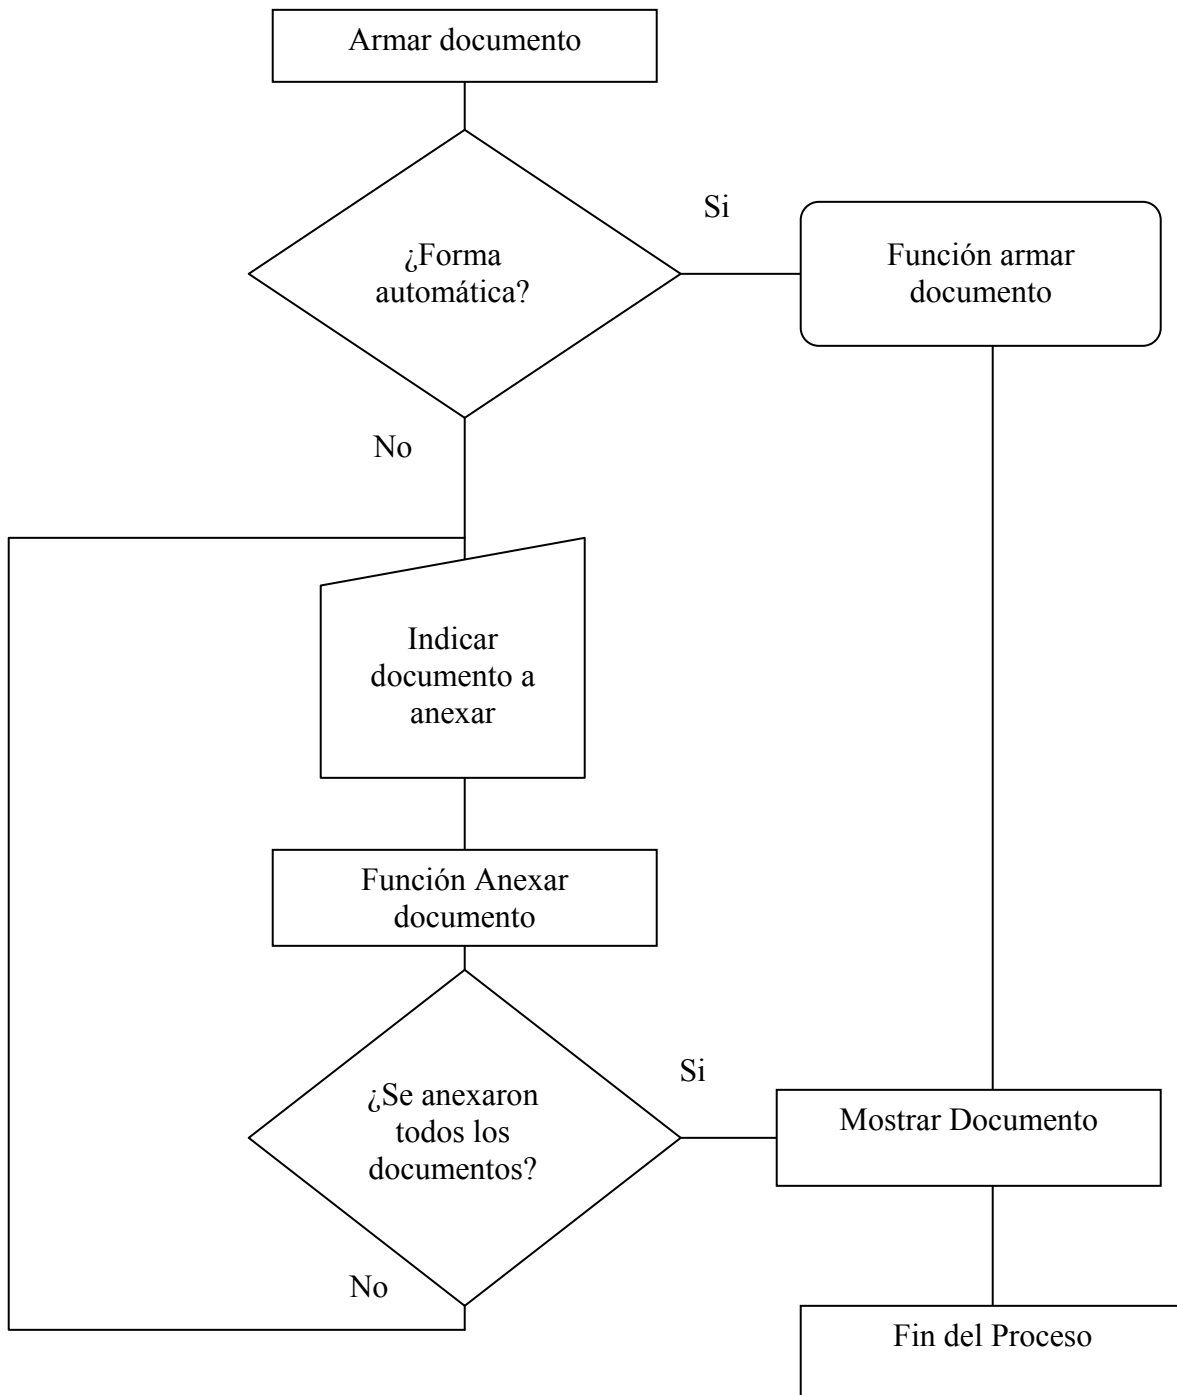 Armar documento
Si
¿Forma
automática?
Función armar
documento
No
Indicar
documento a
anexar
Función Anexar
documento
Si
¿Se anexaron
todos los
documentos?
Mostrar Documento
No
Fin del Proceso